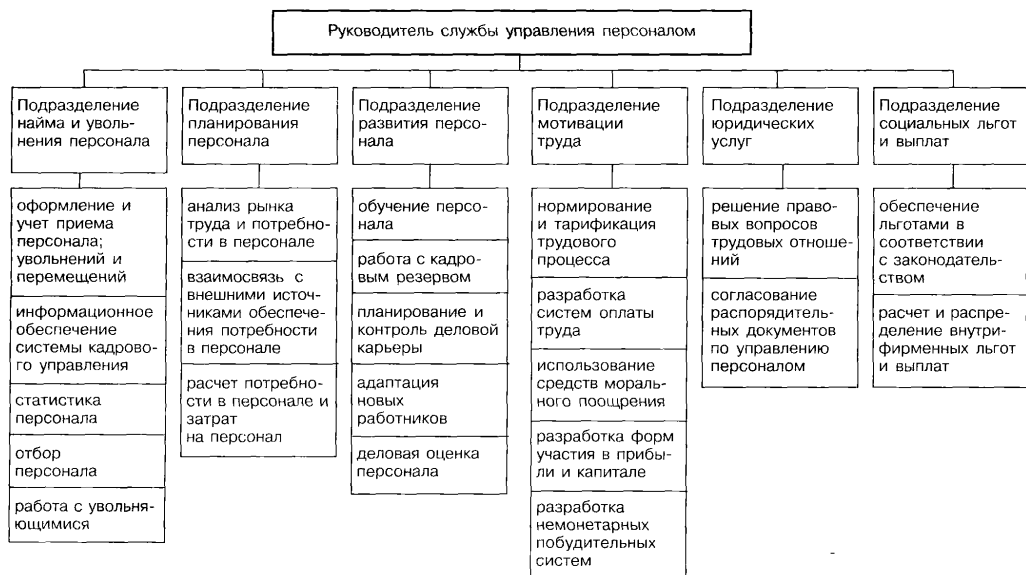 Руководитель службы управления персоналом
Подразделение
найма и уволь-
нения персонала
Подразделение
планирования
персонала
Подразделение
развития персо-
нала
Подразделение
мотивации
труда
Подразделение
юридических
услуг
Подразделение
социальных льгот
и выплат
оформление и
учет приема
персонала;
увольнений и
перемещений
информационное
обеспечение
системы кадрово-
го управления
статистика
персонала
отбор
персонала
работа с увольня-
ющимися
анализ рынка
труда и потреб-
ности в персонале
взаимосвязь с
внешними источ-
никами обеспече-
ния потребности
в персонале
расчет потребно-
сти в персонале и
затрат
на персонал
обучение персо-
нала
работа с кадро-
вым резервом
планирование и
контроль деловой
карьеры
адаптация
новых
работников
деловая оценка
персонала
нормирование
и тарификация
трудового
процесса
разработка
систем оплаты
труда
использование
средств мораль-
ного поощрения
разработка форм
участия в прибы-
ли и капитале
разработка
немонетарных
побудительных
систем
решение право-
вых вопросов
трудовых отноше-
ний
согласование
распорядитель-
ных документов
по управлению
персоналом
обеспечение
льготами в
соответствии
с законодатель-
ством
расчет и распре-
деление внутри-
фирменных льгот
и выплат